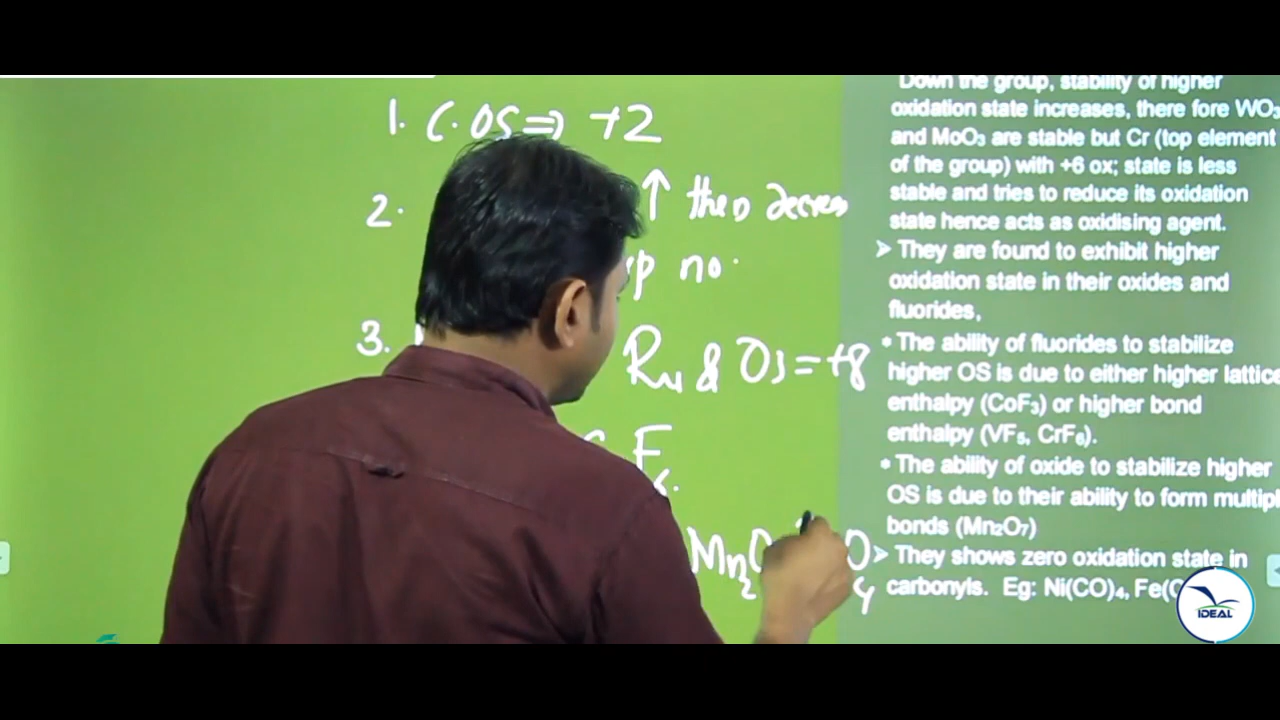 1. C.OS ⇒ +2
2. ↑ then decreas
p no.
3. Ru & Os = +8
F
Mn2O O4
Down the group, stability of higher
oxidation state increases, there fore WO₃
and MoO₃ are stable but Cr (top element
of the group) with +6 ox; state is less
stable and tries to reduce its oxidation
state hence acts as oxidising agent.
➤ They are found to exhibit higher
oxidation state in their oxides and
fluorides,
* The ability of fluorides to stabilize
higher OS is due to either higher lattice
enthalpy (CoF₃) or higher bond
enthalpy (VF₅, CrF₆).
* The ability of oxide to stabilize higher
OS is due to their ability to form multipl
bonds (Mn₂O₇)
➤ They shows zero oxidation state in
carbonyls. Eg: Ni(CO)₄, Fe(C
IDEAL